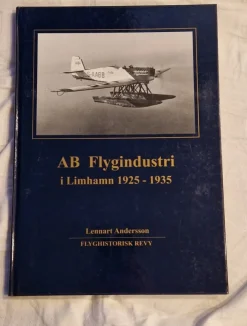 AB Flygindustri
i Limhamn 1925 - 1935
Lennart Andersson
FLYGHISTORISK REVY